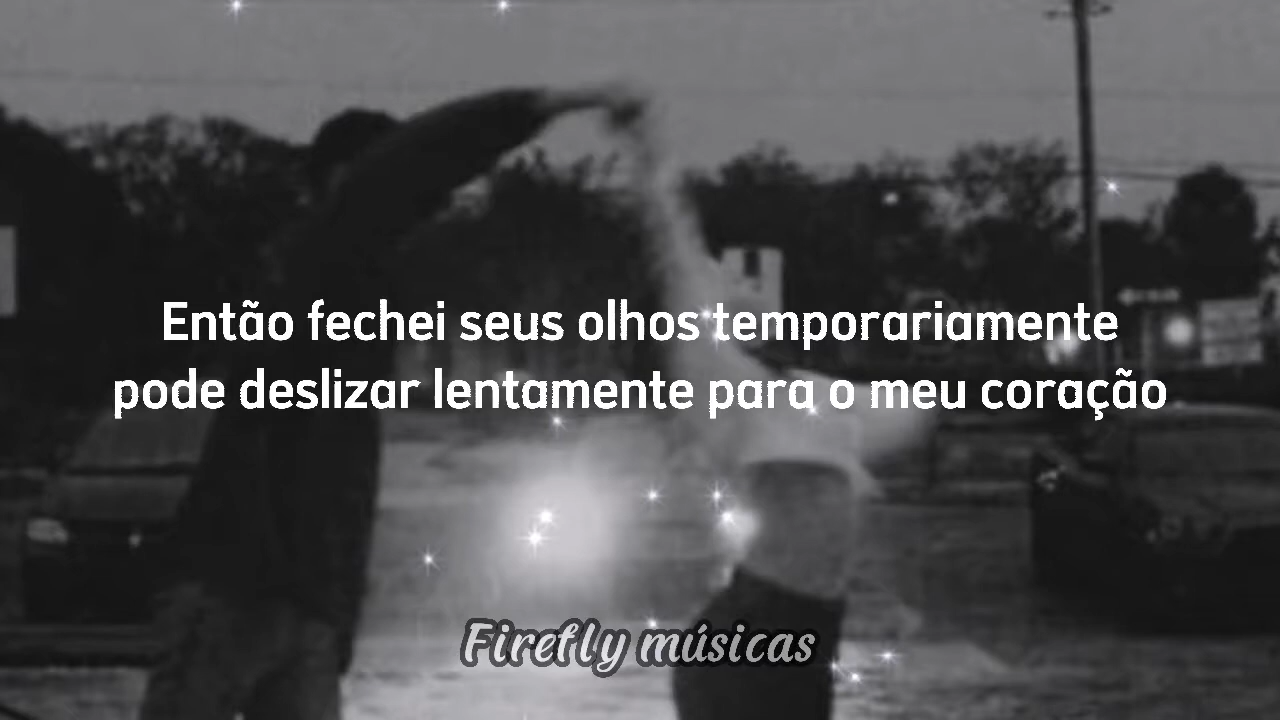 Então fechei seus olhos temporariamente
pode deslizar lentamente para o meu coração
Firefly músicas